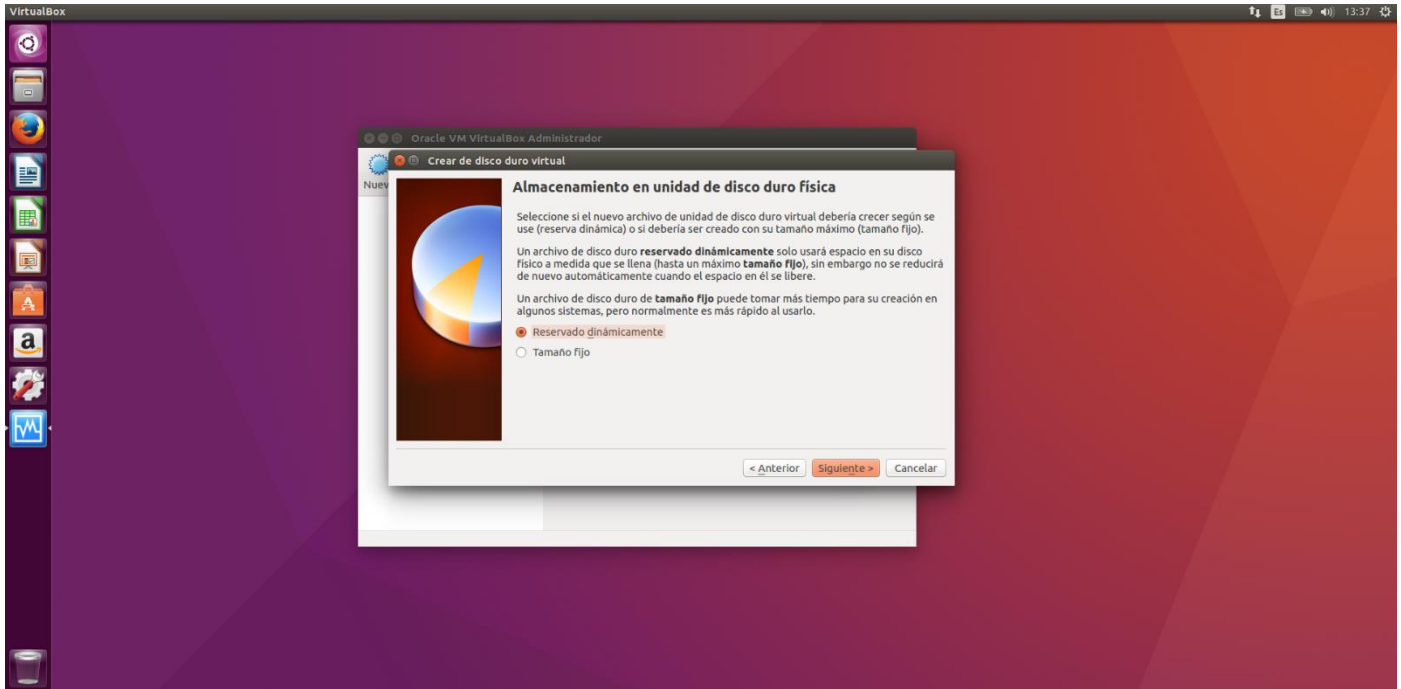 VirtualBox
Es
13:37
Oracle VM VirtualBox Administrador
Nuev
Crear de disco duro virtual
Almacenamiento en unidad de disco duro física
Seleccione si el nuevo archivo de unidad de disco duro virtual debería crecer según se
use (reserva dinámica) o si debería ser creado con su tamaño máximo (tamaño fijo).
Un archivo de disco duro reservado dinámicamente solo usará espacio en su disco
físico a medida que se llena (hasta un máximo tamaño fijo), sin embargo no se reducirá
de nuevo automáticamente cuando el espacio en él se libere.
Un archivo de disco duro de tamaño fijo puede tomar más tiempo para su creación en
algunos sistemas, pero normalmente es más rápido al usarlo.
Reservado dinámicamente
Tamaño fijo
< Anterior Siguiente > Cancelar